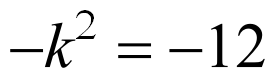 −k² = −12